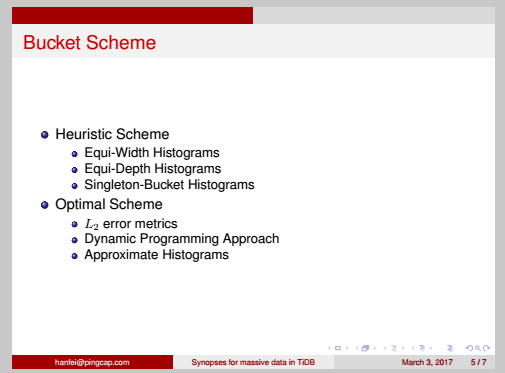 Bucket Scheme
Heuristic Scheme
Equi-Width Histograms
Equi-Depth Histograms
Singleton-Bucket Histograms
Optimal Scheme
L₂ error metrics
Dynamic Programming Approach
Approximate Histograms
hanfei@pingcap.com Synopses for massive data in TiDB March 3, 2017 5 / 7